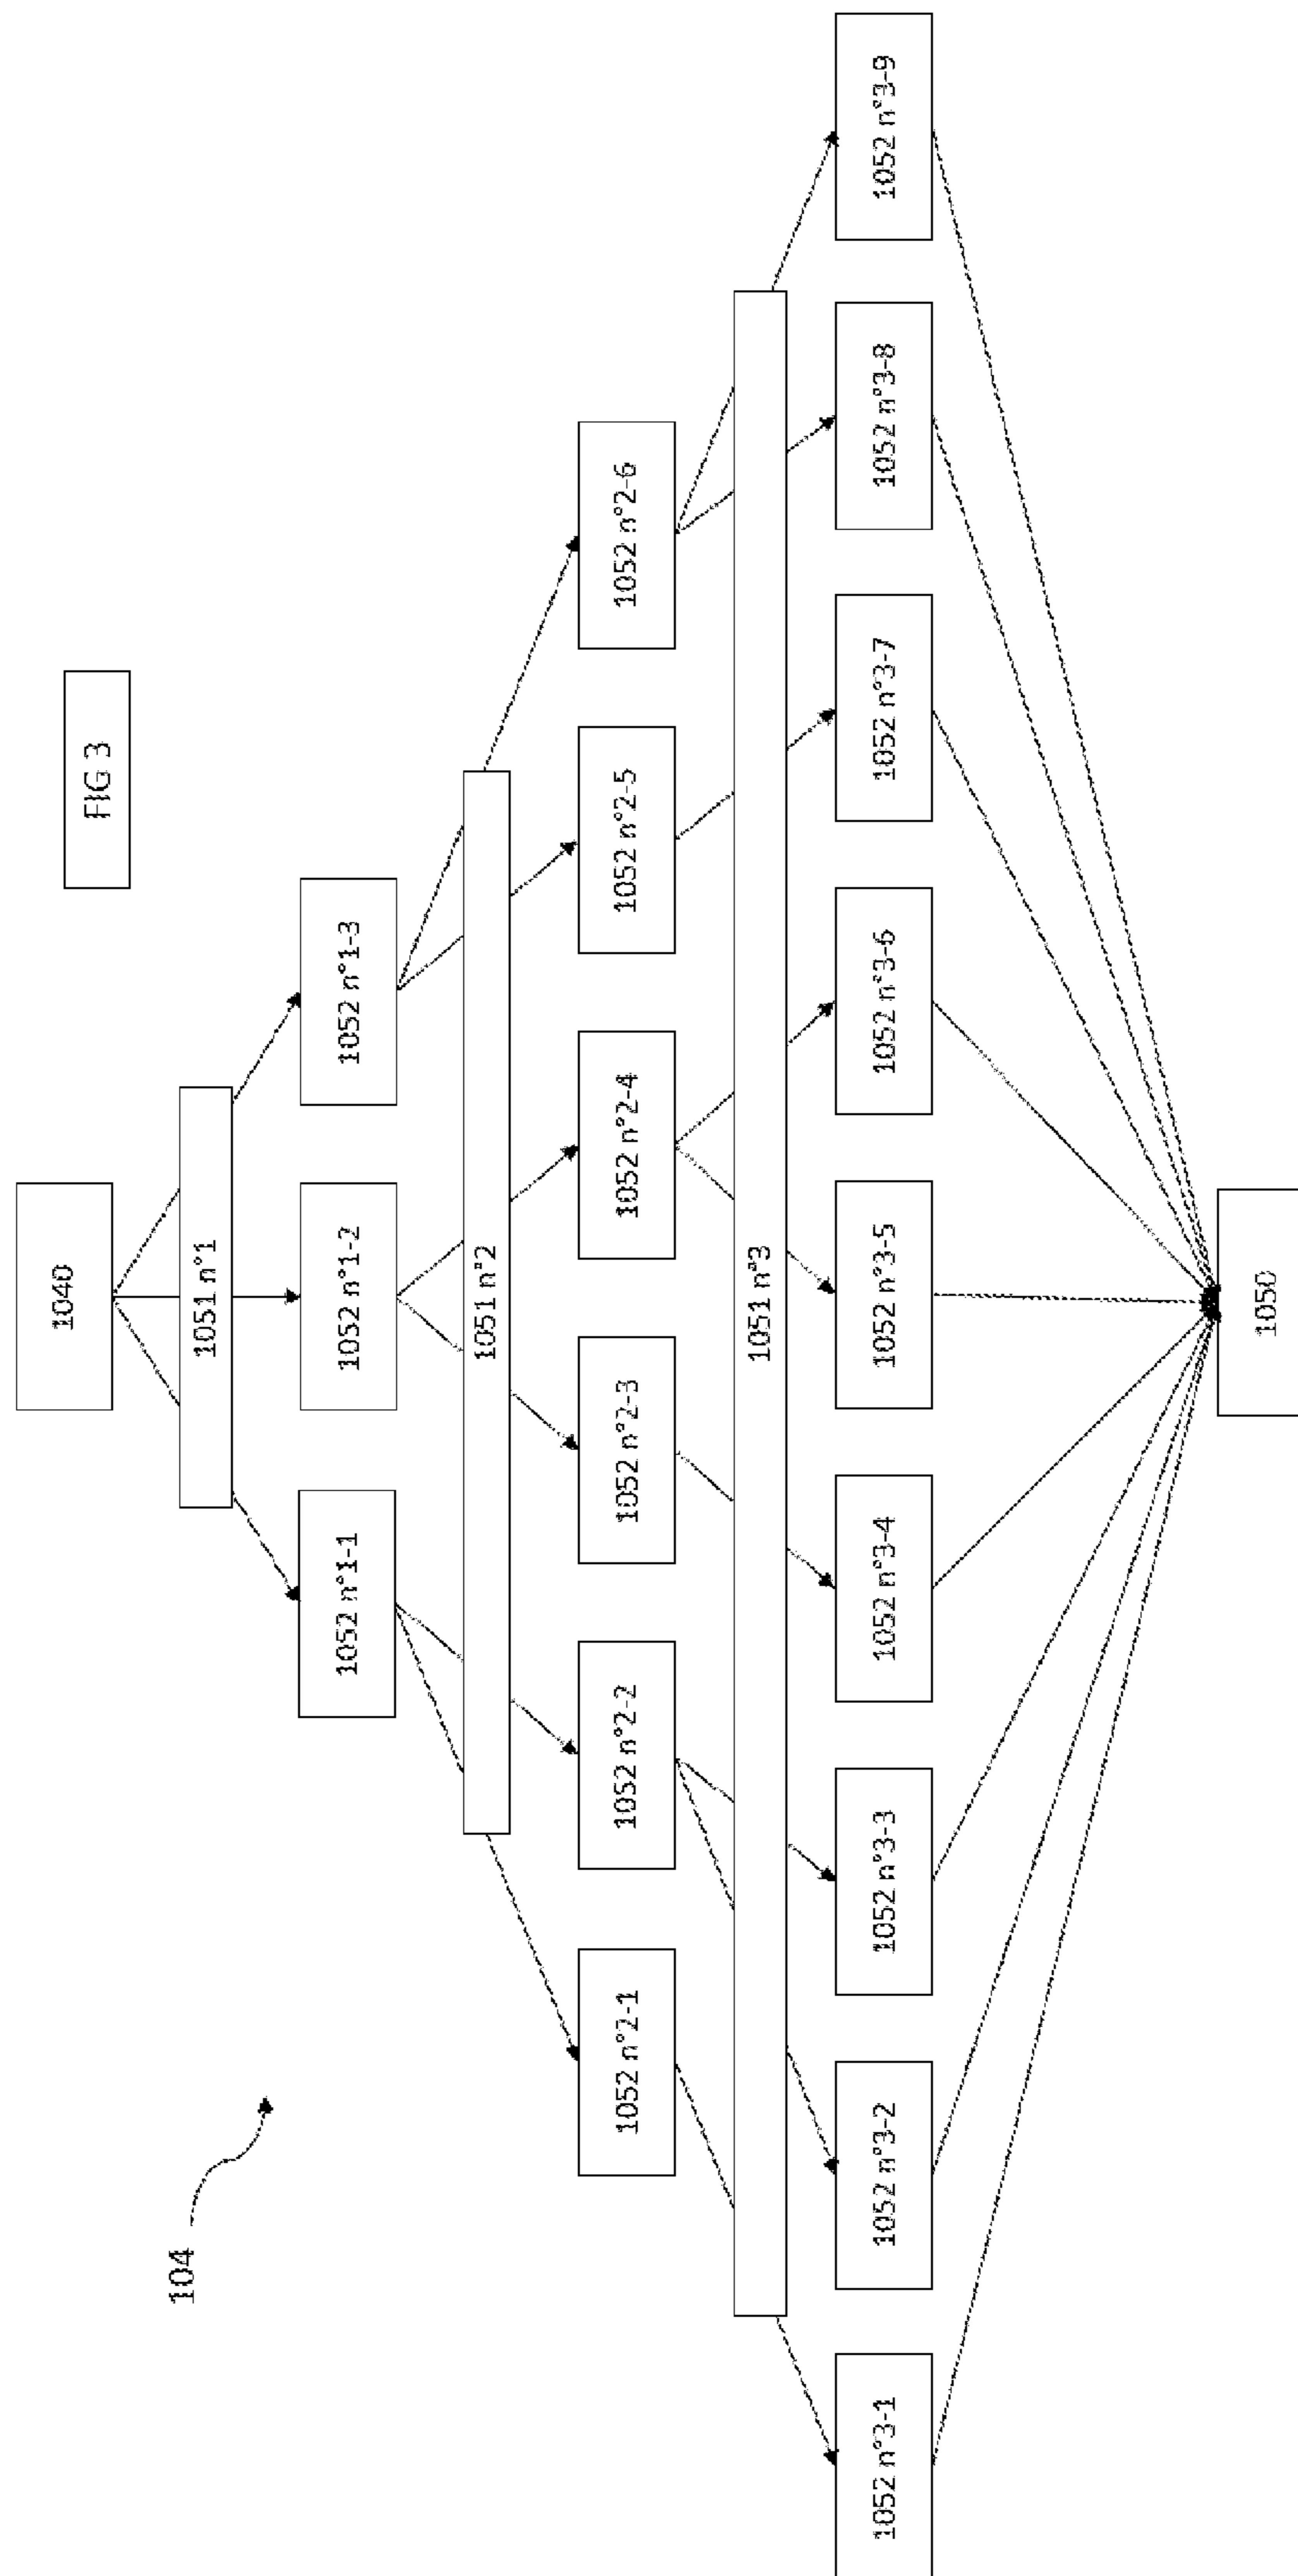 FIG 3
104
1040
1051 n°1
1052 n°1-1
1052 n°1-2
1052 n°1-3
1051 n°2
1052 n°2-1
1052 n°2-2
1052 n°2-3
1052 n°2-4
1052 n°2-5
1052 n°2-6
1051 n°3
1052 n°3-1
1052 n°3-2
1052 n°3-3
1052 n°3-4
1052 n°3-5
1052 n°3-6
1052 n°3-7
1052 n°3-8
1052 n°3-9
1050